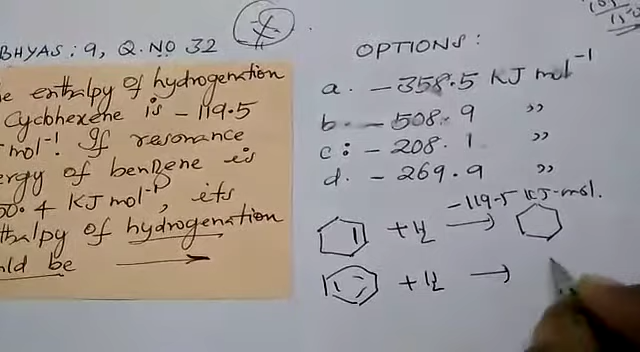 BHYAS: 9, Q. NO 32
e enthalpy of hydrogenation
Cyclohexene is -119.5
mol⁻¹. If resonance
ergy of benzene is
50.4 KJ mol⁻¹, its
thalpy of hydrogenation
uld be →
OPTIONS:
a. -358.5 KJ mol⁻¹
b. -508.9 "
c: -208.1 "
d. -269.9 "
+ H₂ -119.5 KJ-mol. →
+ H₂ →